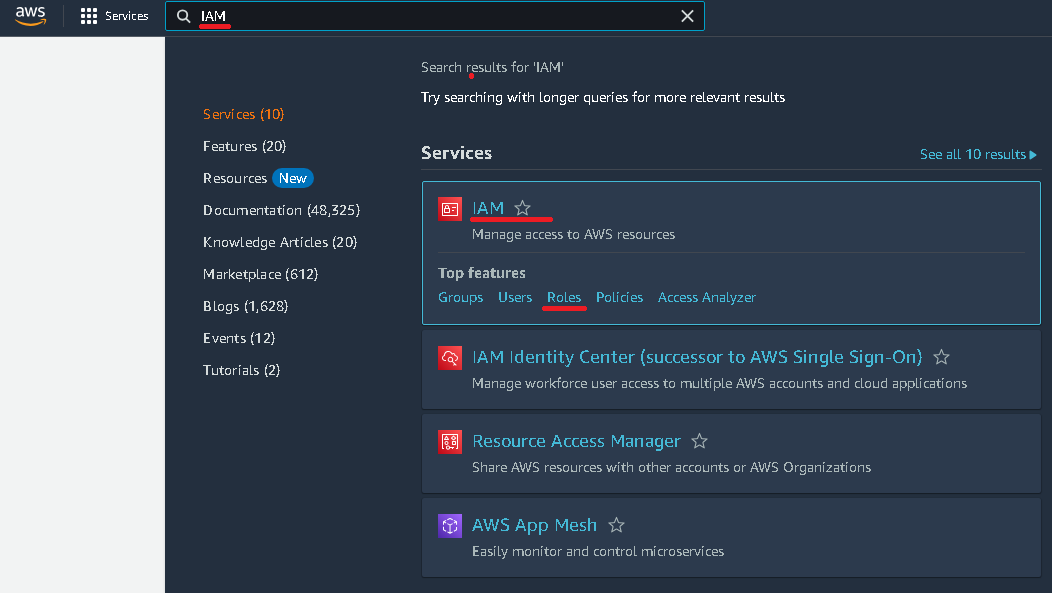 aws
Services
IAM
Search results for 'IAM'
Try searching with longer queries for more relevant results
Services (10)
Features (20)
Resources New
Documentation (48,325)
Knowledge Articles (20)
Marketplace (612)
Blogs (1,628)
Events (12)
Tutorials (2)
Services
See all 10 results
IAM
Manage access to AWS resources
Top features
Groups Users Roles Policies Access Analyzer
IAM Identity Center (successor to AWS Single Sign-On)
Manage workforce user access to multiple AWS accounts and cloud applications
Resource Access Manager
Share AWS resources with other accounts or AWS Organizations
AWS App Mesh
Easily monitor and control microservices